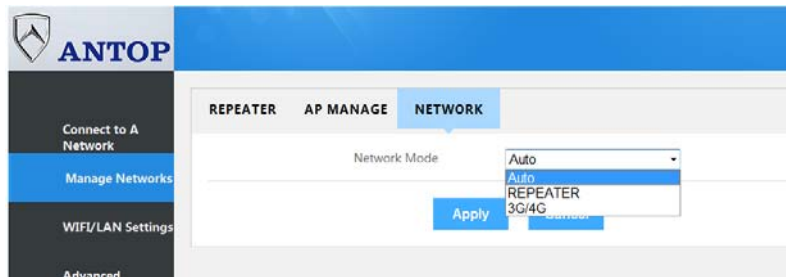 ANTOP
REPEATER AP MANAGE NETWORK
Connect to A
Network
Network Mode Auto
Manage Networks
Auto
REPEATER
3G/4G
Apply
WIFI/LAN Settings
Advanced